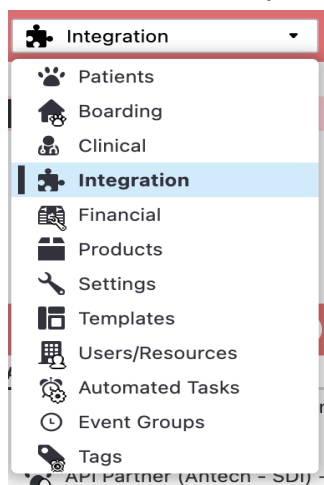 Integration
Patients
Boarding
Clinical
Integration
Financial
Products
Settings
Templates
Users/Resources
Automated Tasks
Event Groups
Tags
API Partner (Antech - SDI) -